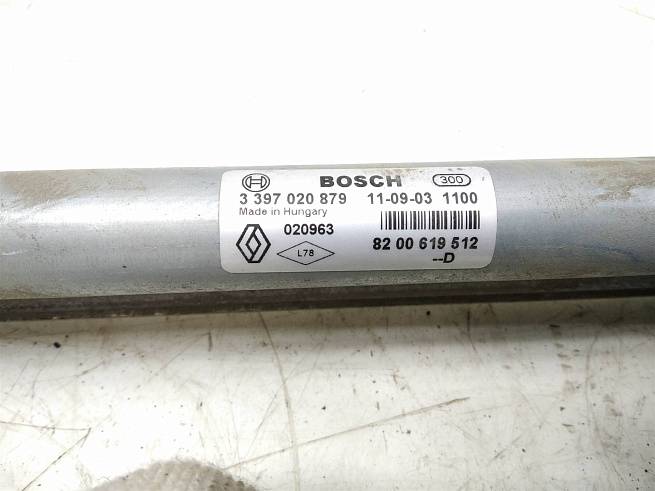 BOSCH 300
3 397 020 879 11-09-03 1100
Made in Hungary
020963
L78
82 00 619 512
--D